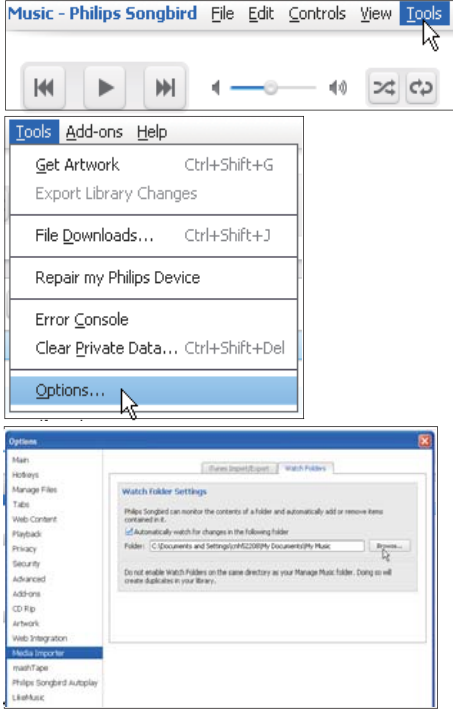 Music - Philips Songbird File Edit Controls View Tools
Tools Add-ons Help
Get Artwork Ctrl+Shift+G
Export Library Changes
File Downloads... Ctrl+Shift+J
Repair my Philips Device
Error Console
Clear Private Data... Ctrl+Shift+Del
Options...
Options
Main
Hotkeys
Manage Files
Tabs
Web Content
Playback
Privacy
Security
Advanced
Add-ons
CD Rip
Artwork
Web Integration
Media Importer
mashTape
Philips Songbird Autoplay
LikeMusic
iTunes Import/Export Watch Folders
Watch Folder Settings
Philips Songbird can monitor the contents of a folder and automatically add or remove items
contained in it.
Automatically watch for changes in the following folder
Folder: C:\Documents and Settings\cnh52208\My Documents\My Music Browse...
Do not enable Watch Folders on the same directory as your Manage Music folder. Doing so will
create duplicates in your library.